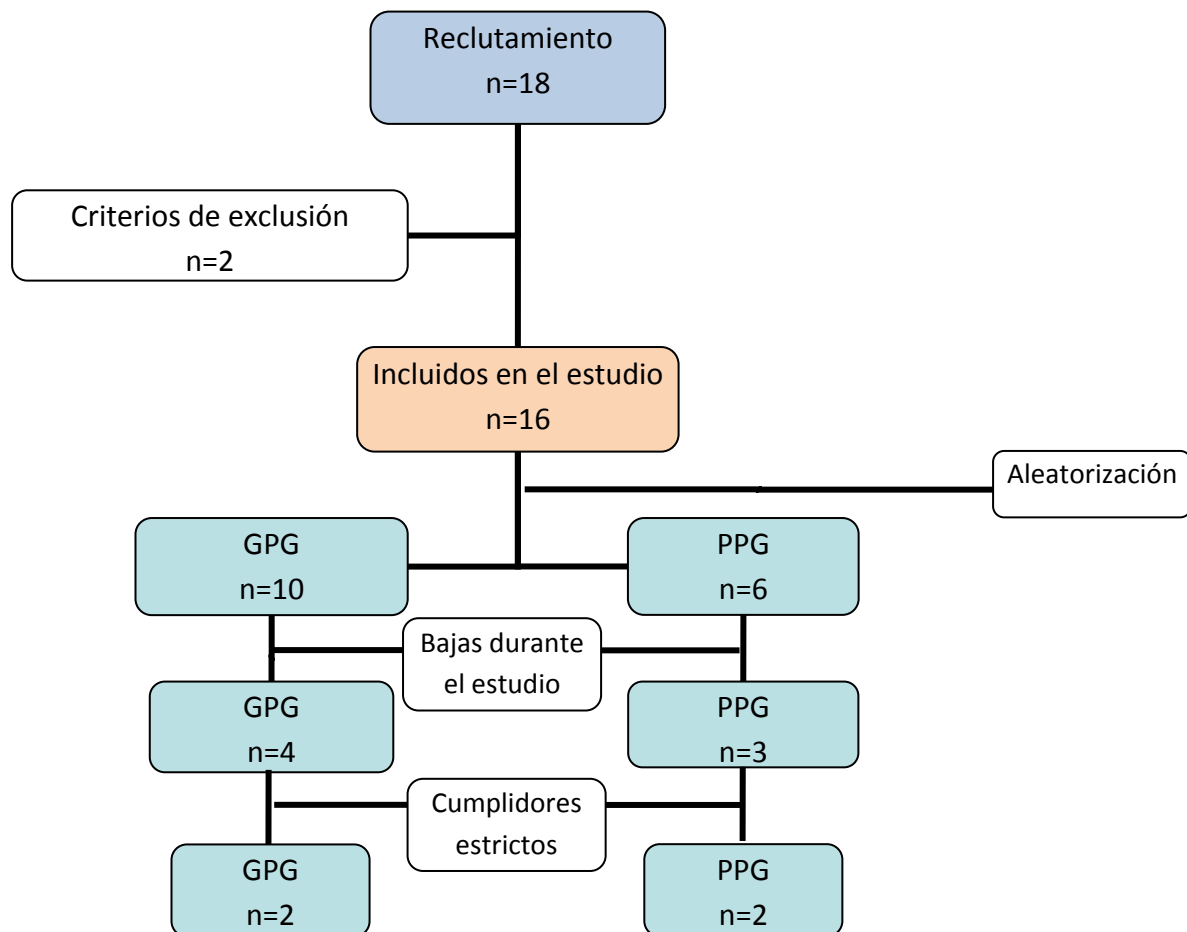 Reclutamiento
n=18
Criterios de exclusión
n=2
Incluidos en el estudio
n=16
Aleatorización
GPG
n=10
PPG
n=6
Bajas durante
el estudio
GPG
n=4
PPG
n=3
Cumplidores
estrictos
GPG
n=2
PPG
n=2